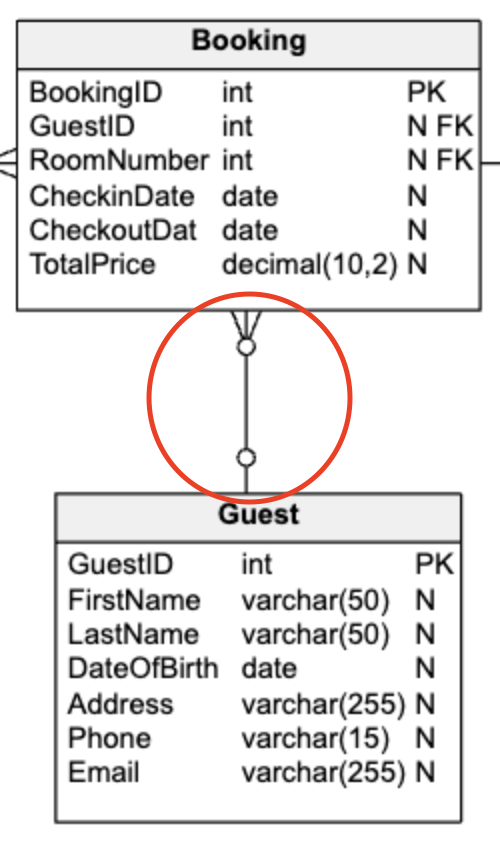 Booking
BookingID int PK
GuestID int N FK
RoomNumber int N FK
CheckinDate date N
CheckoutDat date N
TotalPrice decimal(10,2) N
Guest
GuestID int PK
FirstName varchar(50) N
LastName varchar(50) N
DateOfBirth date N
Address varchar(255) N
Phone varchar(15) N
Email varchar(255) N